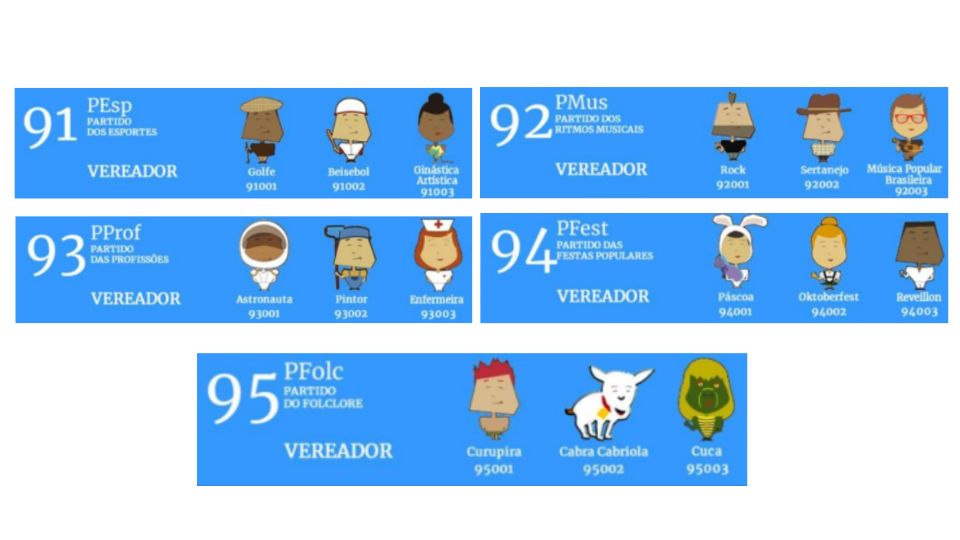 91
PEsp
PARTIDO
DOS ESPORTES
VEREADOR
Golfe
91001
Beisebol
91002
Ginástica
Artística
91003
92
PMus
PARTIDO DOS
RITMOS MUSICAIS
VEREADOR
Rock
92001
Sertanejo
92002
Música Popular
Brasileira
92003
93
PProf
PARTIDO
DAS PROFISSÕES
VEREADOR
Astronauta
93001
Pintor
93002
Enfermeira
93003
94
PFest
PARTIDO DAS
FESTAS POPULARES
VEREADOR
Páscoa
94001
Oktoberfest
94002
Reveillon
94003
95
PFolc
PARTIDO
DO FOLCLORE
VEREADOR
Curupira
95001
Cabra Cabriola
95002
Cuca
95003